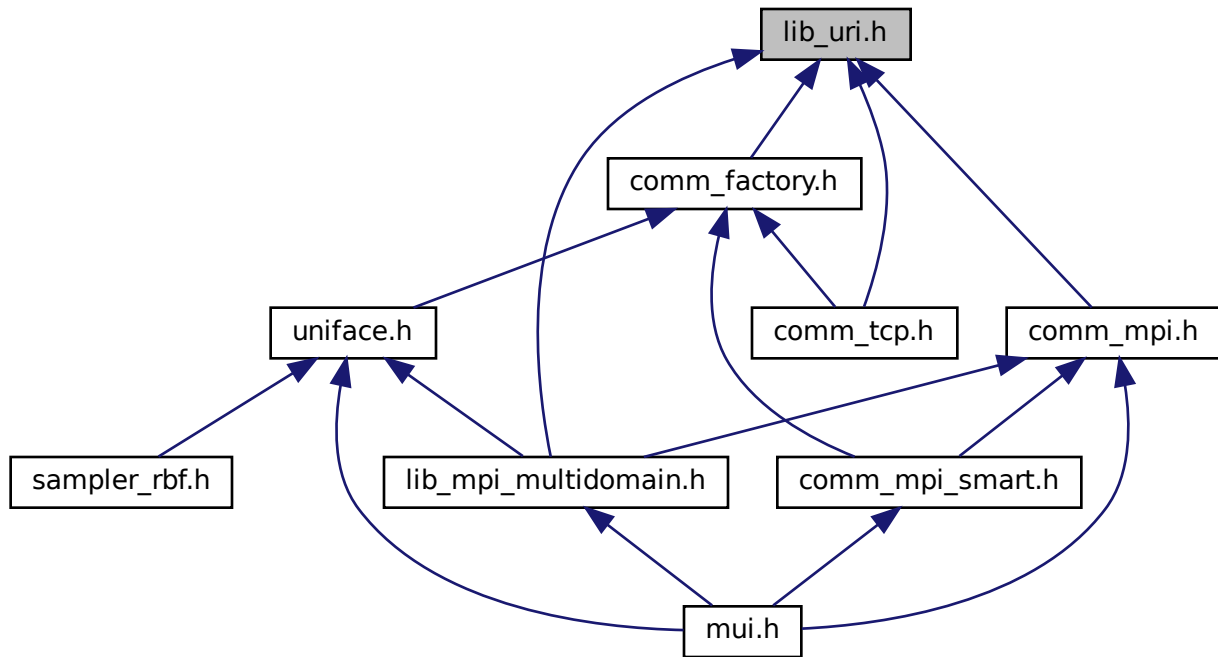 lib_uri.h
comm_factory.h
uniface.h
comm_tcp.h
comm_mpi.h
sampler_rbf.h
lib_mpi_multidomain.h
comm_mpi_smart.h
mui.h